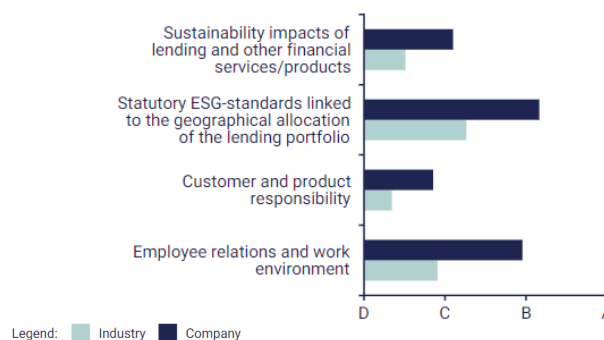 Sustainability impacts of
lending and other financial
services/products
Statutory ESG-standards linked
to the geographical allocation
of the lending portfolio
Customer and product
responsibility
Employee relations and work
environment
D C B A
Legend: Industry Company